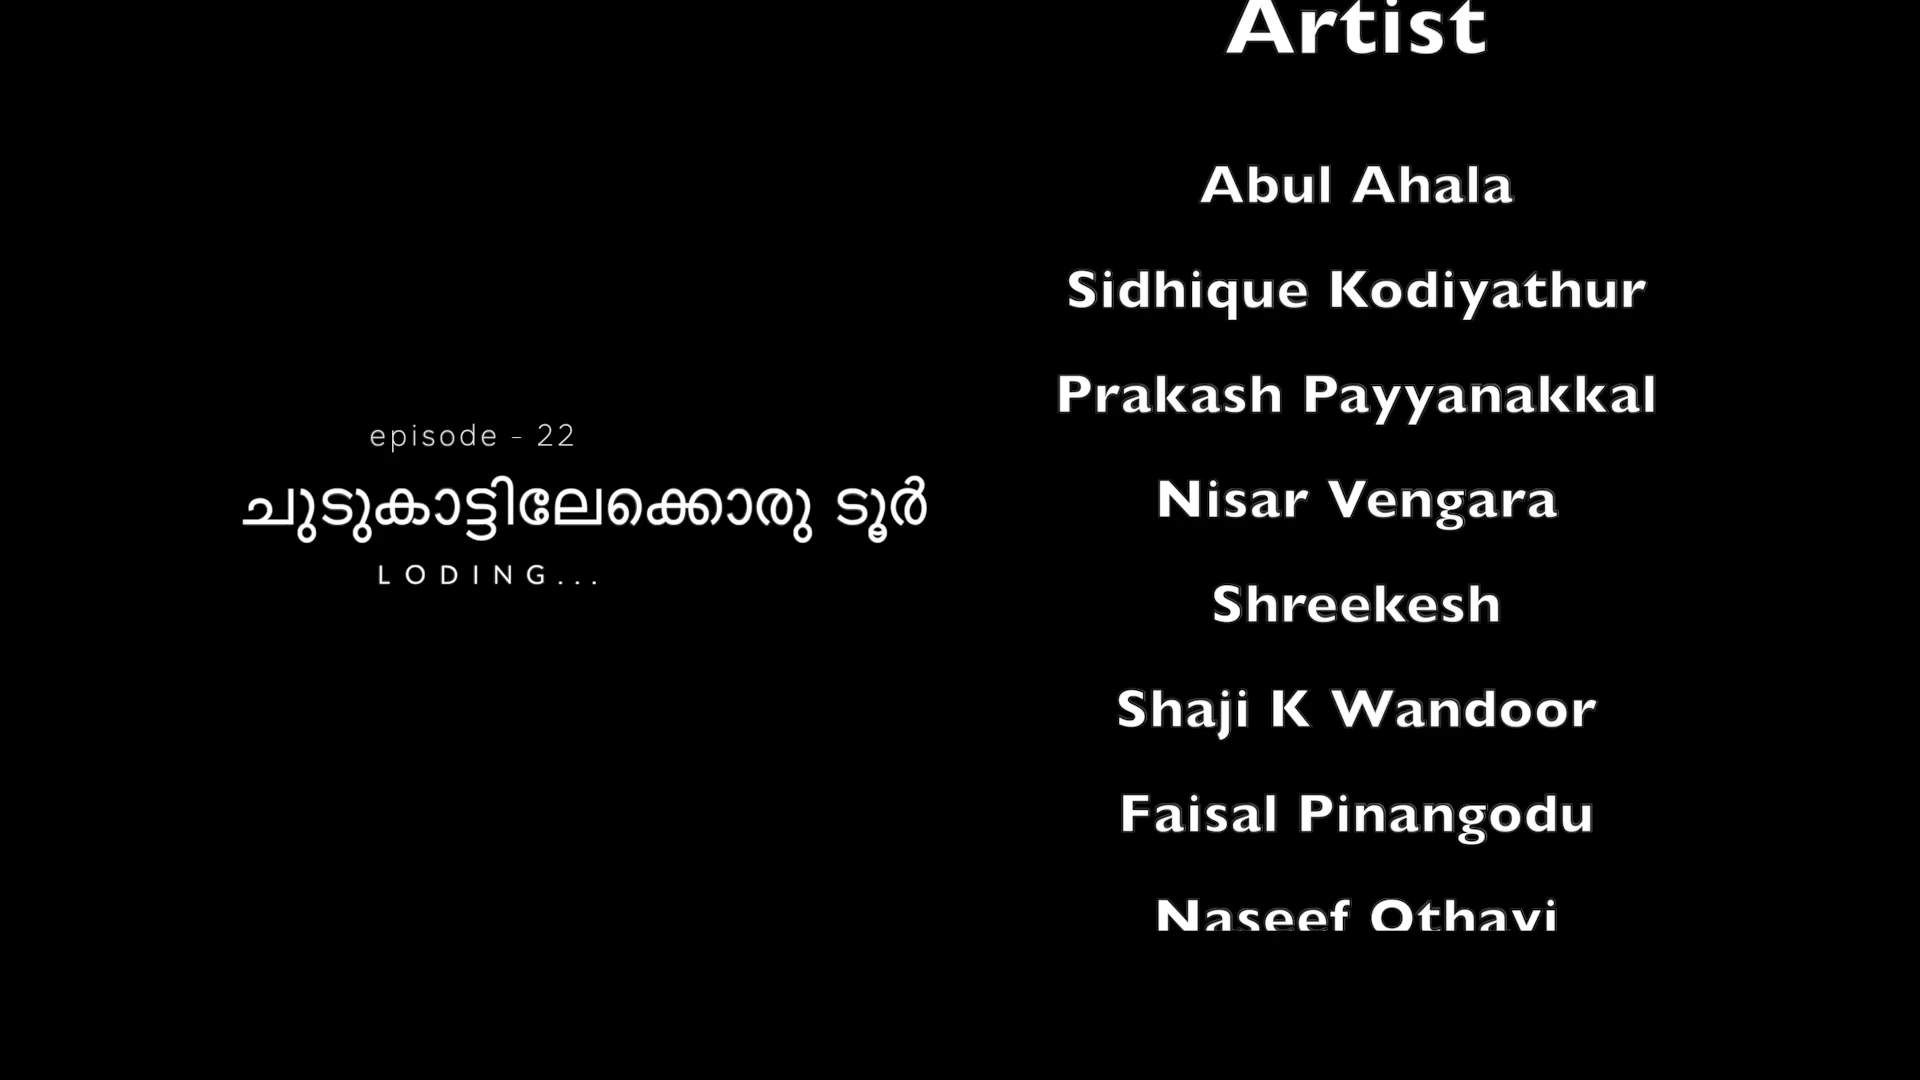 episode - 22
ചുടുകാട്ടിലേക്കൊരു ടൂർ
LODING...
Artist
Abul Ahala
Sidhique Kodiyathur
Prakash Payyanakkal
Nisar Vengara
Shreekesh
Shaji K Wandoor
Faisal Pinangodu
Naseef Othayi